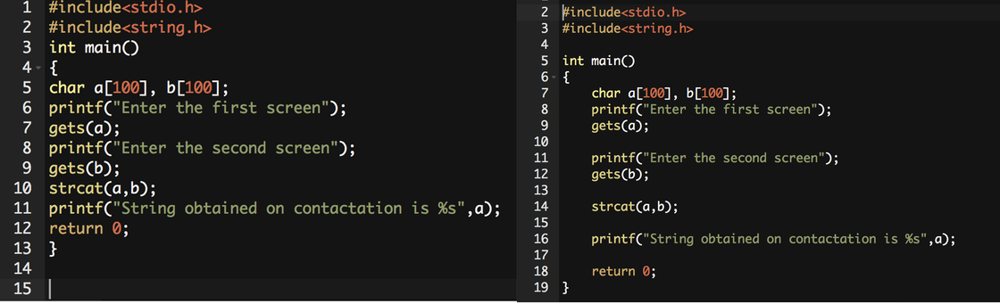 1 #include<stdio.h>
2 #include<string.h>
3 int main()
4 {
5 char a[100], b[100];
6 printf("Enter the first screen");
7 gets(a);
8 printf("Enter the second screen");
9 gets(b);
10 strcat(a,b);
11 printf("String obtained on contactation is %s",a);
12 return 0;
13 }
14
15
2 #include<stdio.h>
3 #include<string.h>
4
5 int main()
6 {
7 char a[100], b[100];
8 printf("Enter the first screen");
9 gets(a);
10
11 printf("Enter the second screen");
12 gets(b);
13
14 strcat(a,b);
15
16 printf("String obtained on contactation is %s",a);
17
18 return 0;
19 }